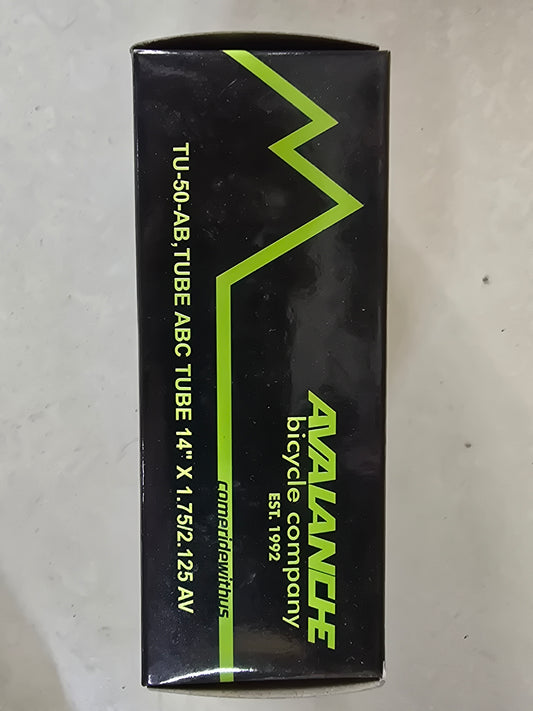 AVALANCHE
bicycle company
EST. 1992
comeridewithus
TU-50-AB,TUBE ABC TUBE 14" X 1.75/2.125 AV